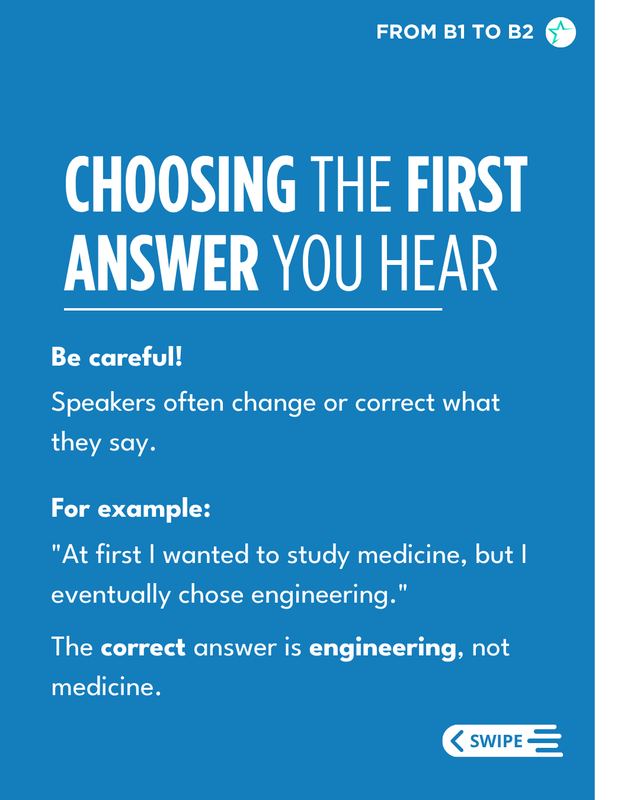 FROM B1 TO B2
CHOOSING THE FIRST
ANSWER YOU HEAR
Be careful!
Speakers often change or correct what
they say.
For example:
"At first I wanted to study medicine, but I
eventually chose engineering."
The correct answer is engineering, not
medicine.
SWIPE